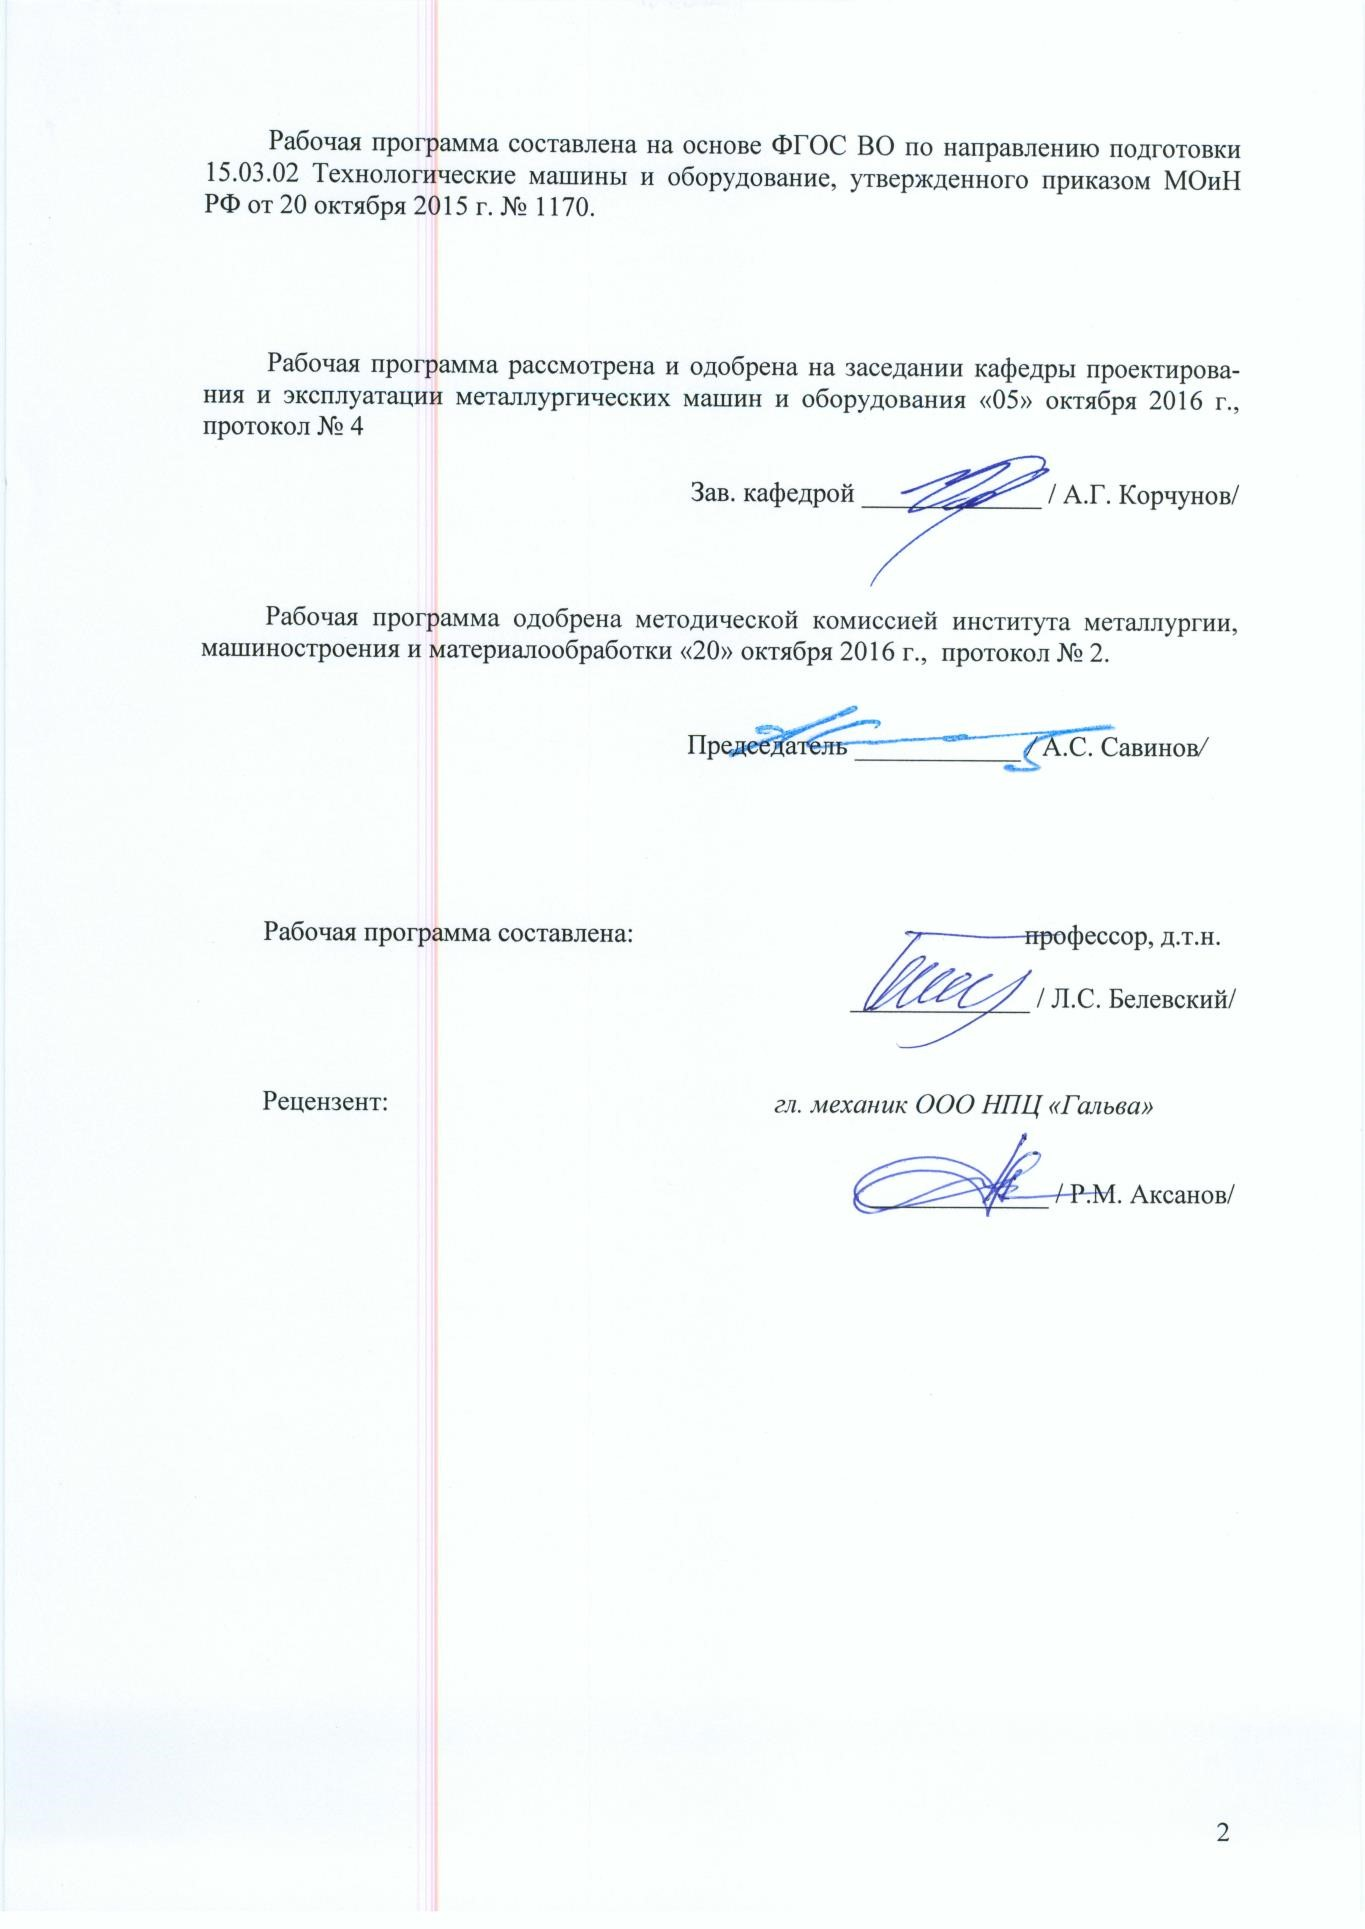 Рабочая программа составлена на основе ФГОС ВО по направлению подготовки
15.03.02 Технологические машины и оборудование, утвержденного приказом МОиН
РФ от 20 октября 2015 г. № 1170.
Рабочая программа рассмотрена и одобрена на заседании кафедры проектирова-
ния и эксплуатации металлургических машин и оборудования «05» октября 2016 г.,
протокол № 4
Зав. кафедрой _____________ / А.Г. Корчунов/
Рабочая программа одобрена методической комиссией института металлургии,
машиностроения и материалообработки «20» октября 2016 г., протокол № 2.
Председатель ____________ / А.С. Савинов/
Рабочая программа составлена: профессор, д.т.н.
_____________ / Л.С. Белевский/
Рецензент: гл. механик ООО НПЦ «Гальва»
_____________ / Р.М. Аксанов/
2